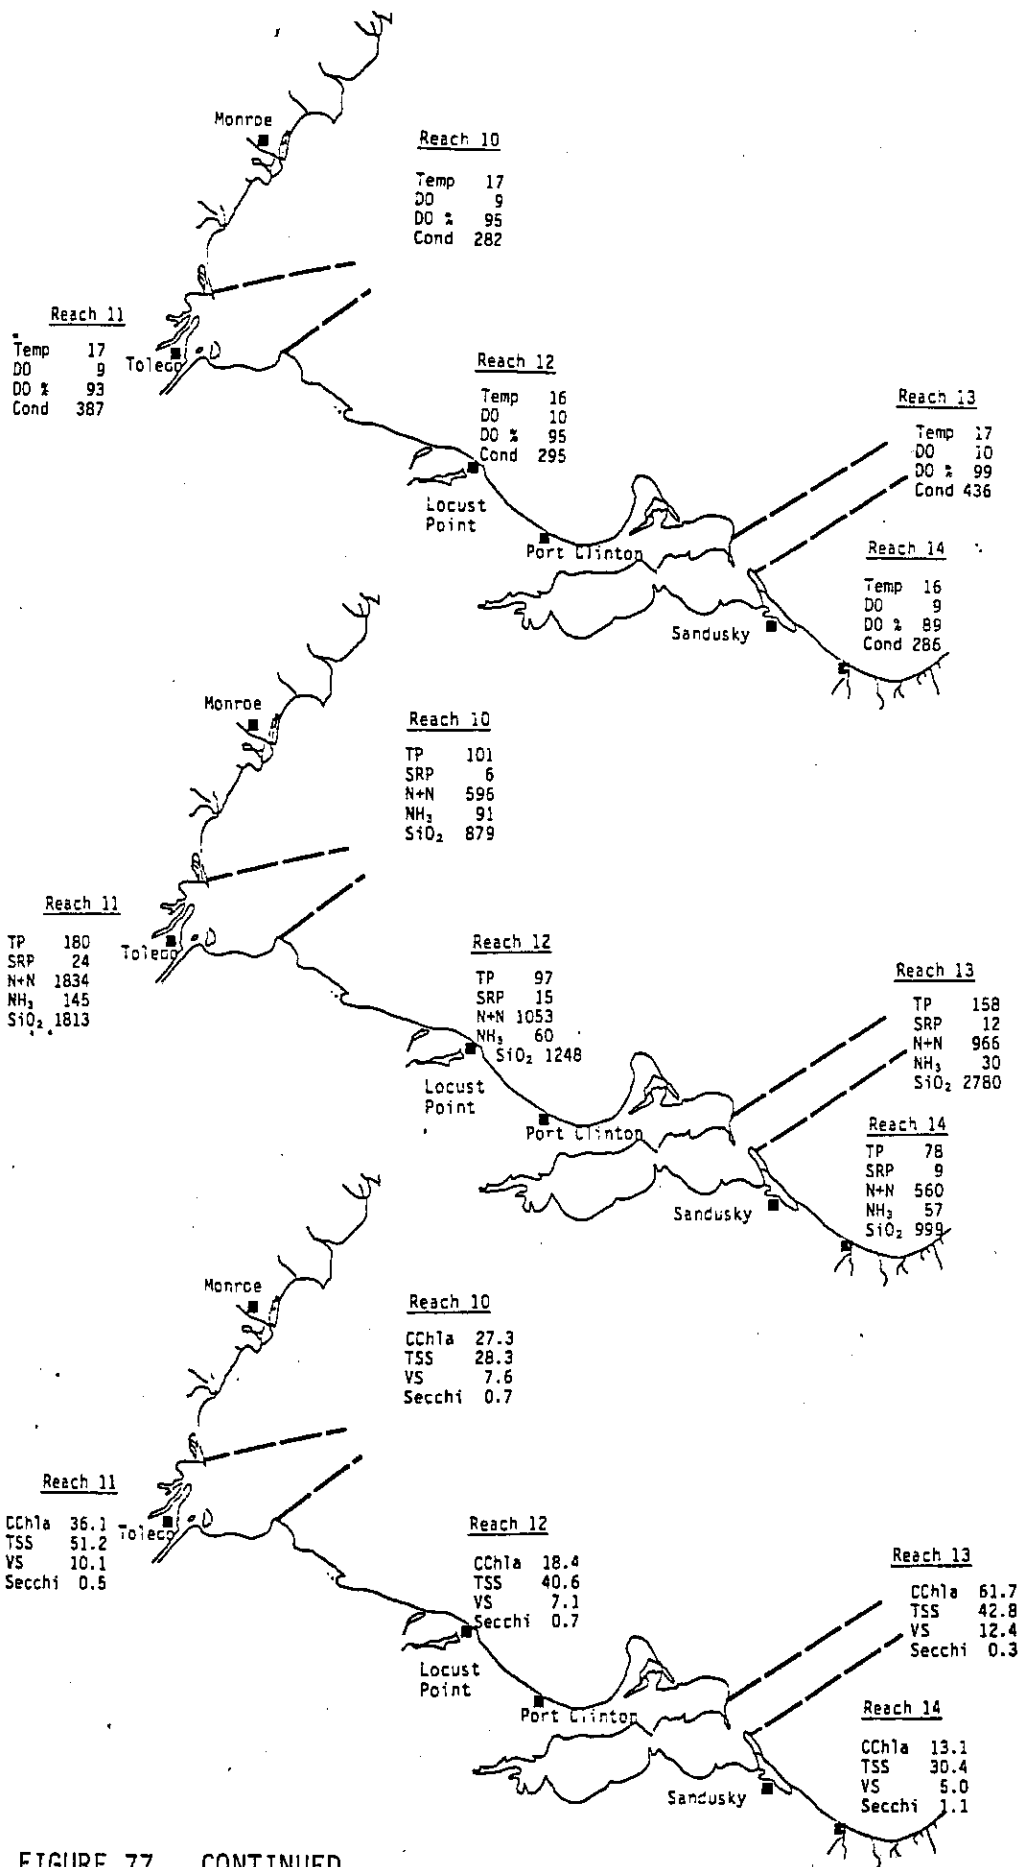 Monroe
Reach 10
Temp 17
DO 9
DO % 95
Cond 282
Reach 11
Temp 17
DO 9
DO % 93
Cond 387
Toledo
Reach 12
Temp 16
DO 10
DO % 95
Cond 295
Reach 13
Temp 17
DO 10
DO % 99
Cond 436
Locust
Point
Port Clinton
Reach 14
Temp 16
DO 9
DO % 89
Cond 286
Sandusky
Monroe
Reach 10
TP 101
SRP 6
N+N 596
NH₃ 91
SiO₂ 879
Reach 11
TP 180
SRP 24
N+N 1834
NH₃ 145
SiO₂ 1813
Toledo
Reach 12
TP 97
SRP 15
N+N 1053
NH₃ 60
SiO₂ 1248
Reach 13
TP 158
SRP 12
N+N 966
NH₃ 30
SiO₂ 2780
Locust
Point
Port Clinton
Reach 14
TP 78
SRP 9
N+N 560
NH₃ 57
SiO₂ 999
Sandusky
Monroe
Reach 10
CChla 27.3
TSS 28.3
VS 7.6
Secchi 0.7
Reach 11
CChla 36.1
TSS 51.2
VS 10.1
Secchi 0.5
Toledo
Reach 12
CChla 18.4
TSS 40.6
VS 7.1
Secchi 0.7
Reach 13
CChla 61.7
TSS 42.8
VS 12.4
Secchi 0.3
Locust
Point
Port Clinton
Reach 14
CChla 13.1
TSS 30.4
VS 5.0
Secchi 1.1
Sandusky
FIGURE 77. CONTINUED